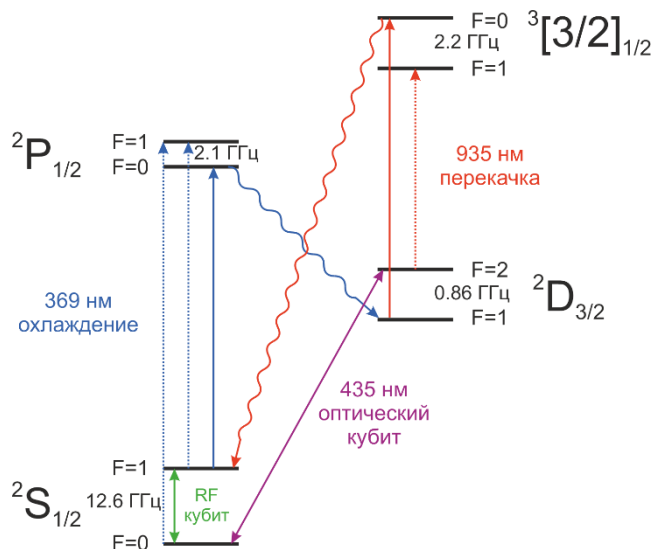 F=0
³[3/2]₁/₂
2.2 ГГц
F=1
²P₁/₂
F=1
2.1 ГГц
F=0
935 нм
перекачка
369 нм
охлаждение
F=2
0.86 ГГц
²D₃/₂
F=1
435 нм
оптический
кубит
F=1
²S₁/₂
12.6 ГГц
RF
кубит
F=0